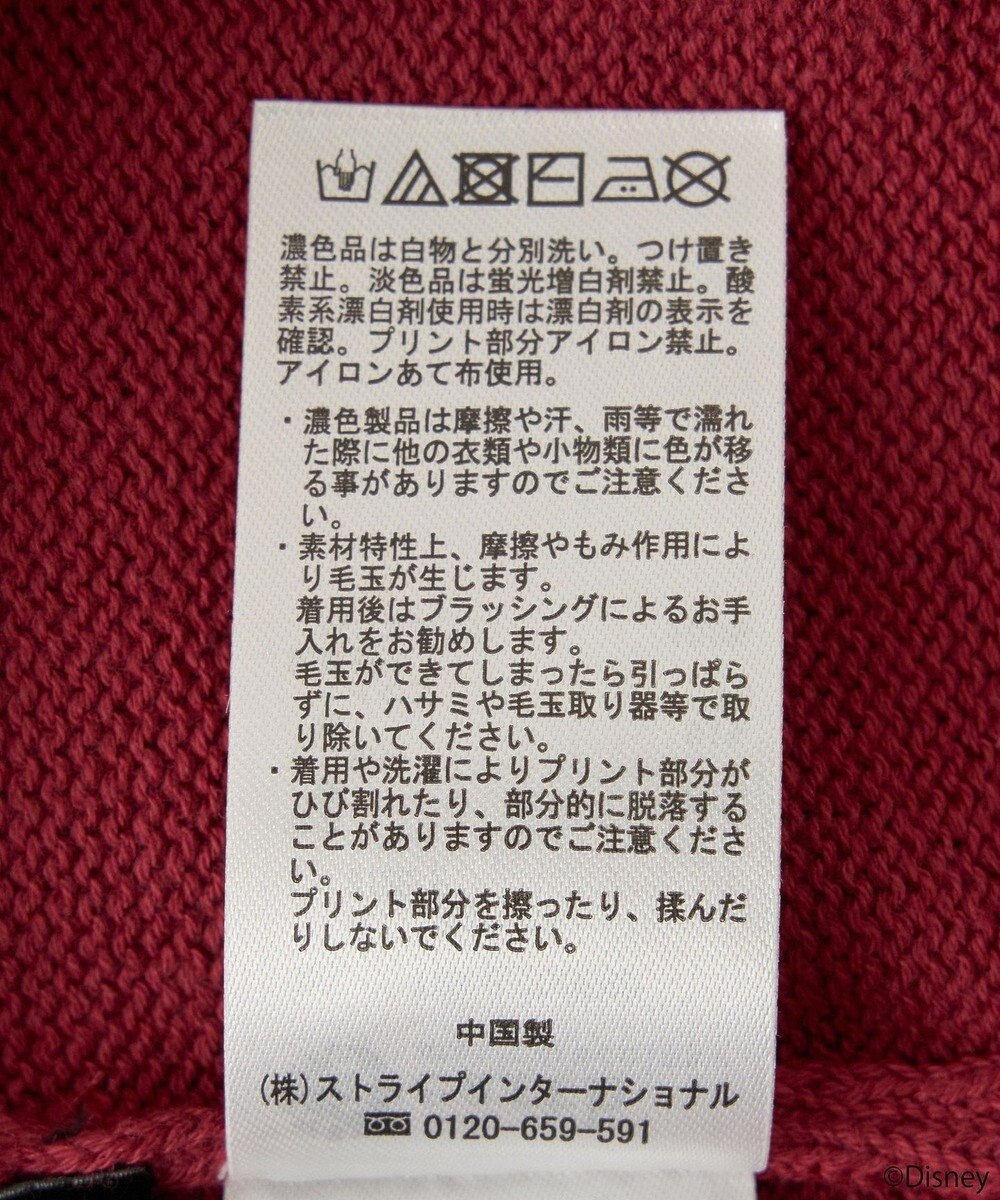 濃色品は白物と分別洗い。つけ置き
禁止。淡色品は蛍光増白剤禁止。酸
素系漂白剤使用時は漂白剤の表示を
確認。プリント部分アイロン禁止。
アイロンあて布使用。
・濃色製品は摩擦や汗、雨等で濡れ
た際に他の衣類や小物類に色が移
る事がありますのでご注意くださ
い。
・素材特性上、摩擦やもみ作用によ
り毛玉が生じます。
着用後はブラッシングによるお手
入れをお勧めします。
毛玉ができてしまったら引っぱら
ずに、ハサミや毛玉取り器等で取
り除いてください。
・着用や洗濯によりプリント部分が
ひび割れたり、部分的に脱落する
ことがありますのでご注意くださ
い。
プリント部分を擦ったり、揉んだ
りしないでください。
中国製
(株)ストライプインターナショナル
0120-659-591
©Disney